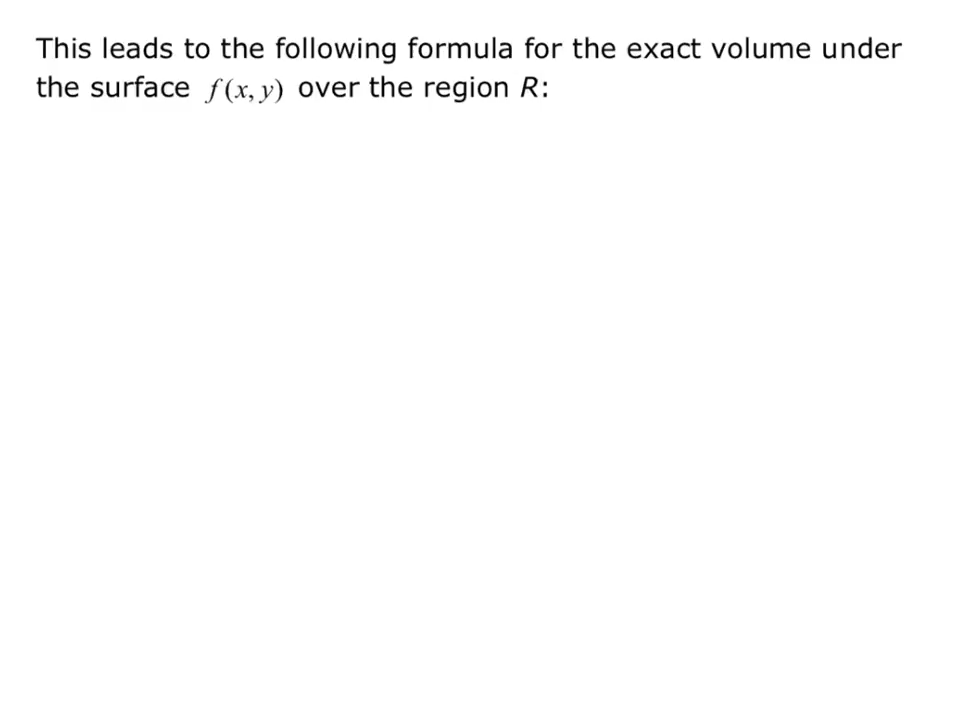 This leads to the following formula for the exact volume under
the surface f(x, y) over the region R: